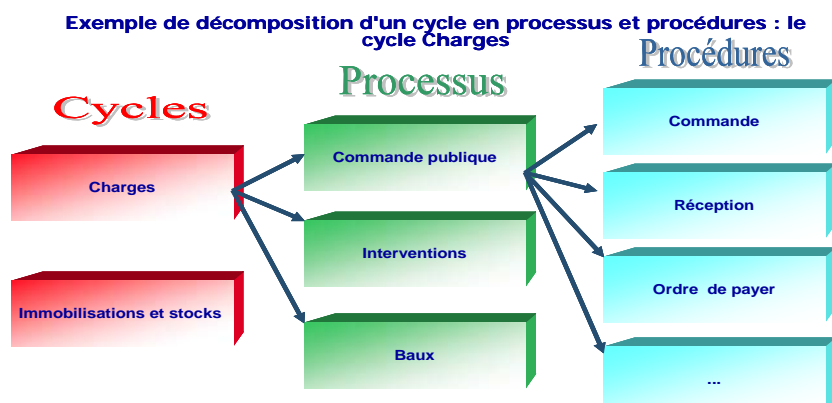 Exemple de décomposition d'un cycle en processus et procédures : le
cycle Charges
Cycles
Processus
Procédures
Charges
Immobilisations et stocks
Commande publique
Interventions
Baux
Commande
Réception
Ordre de payer
...